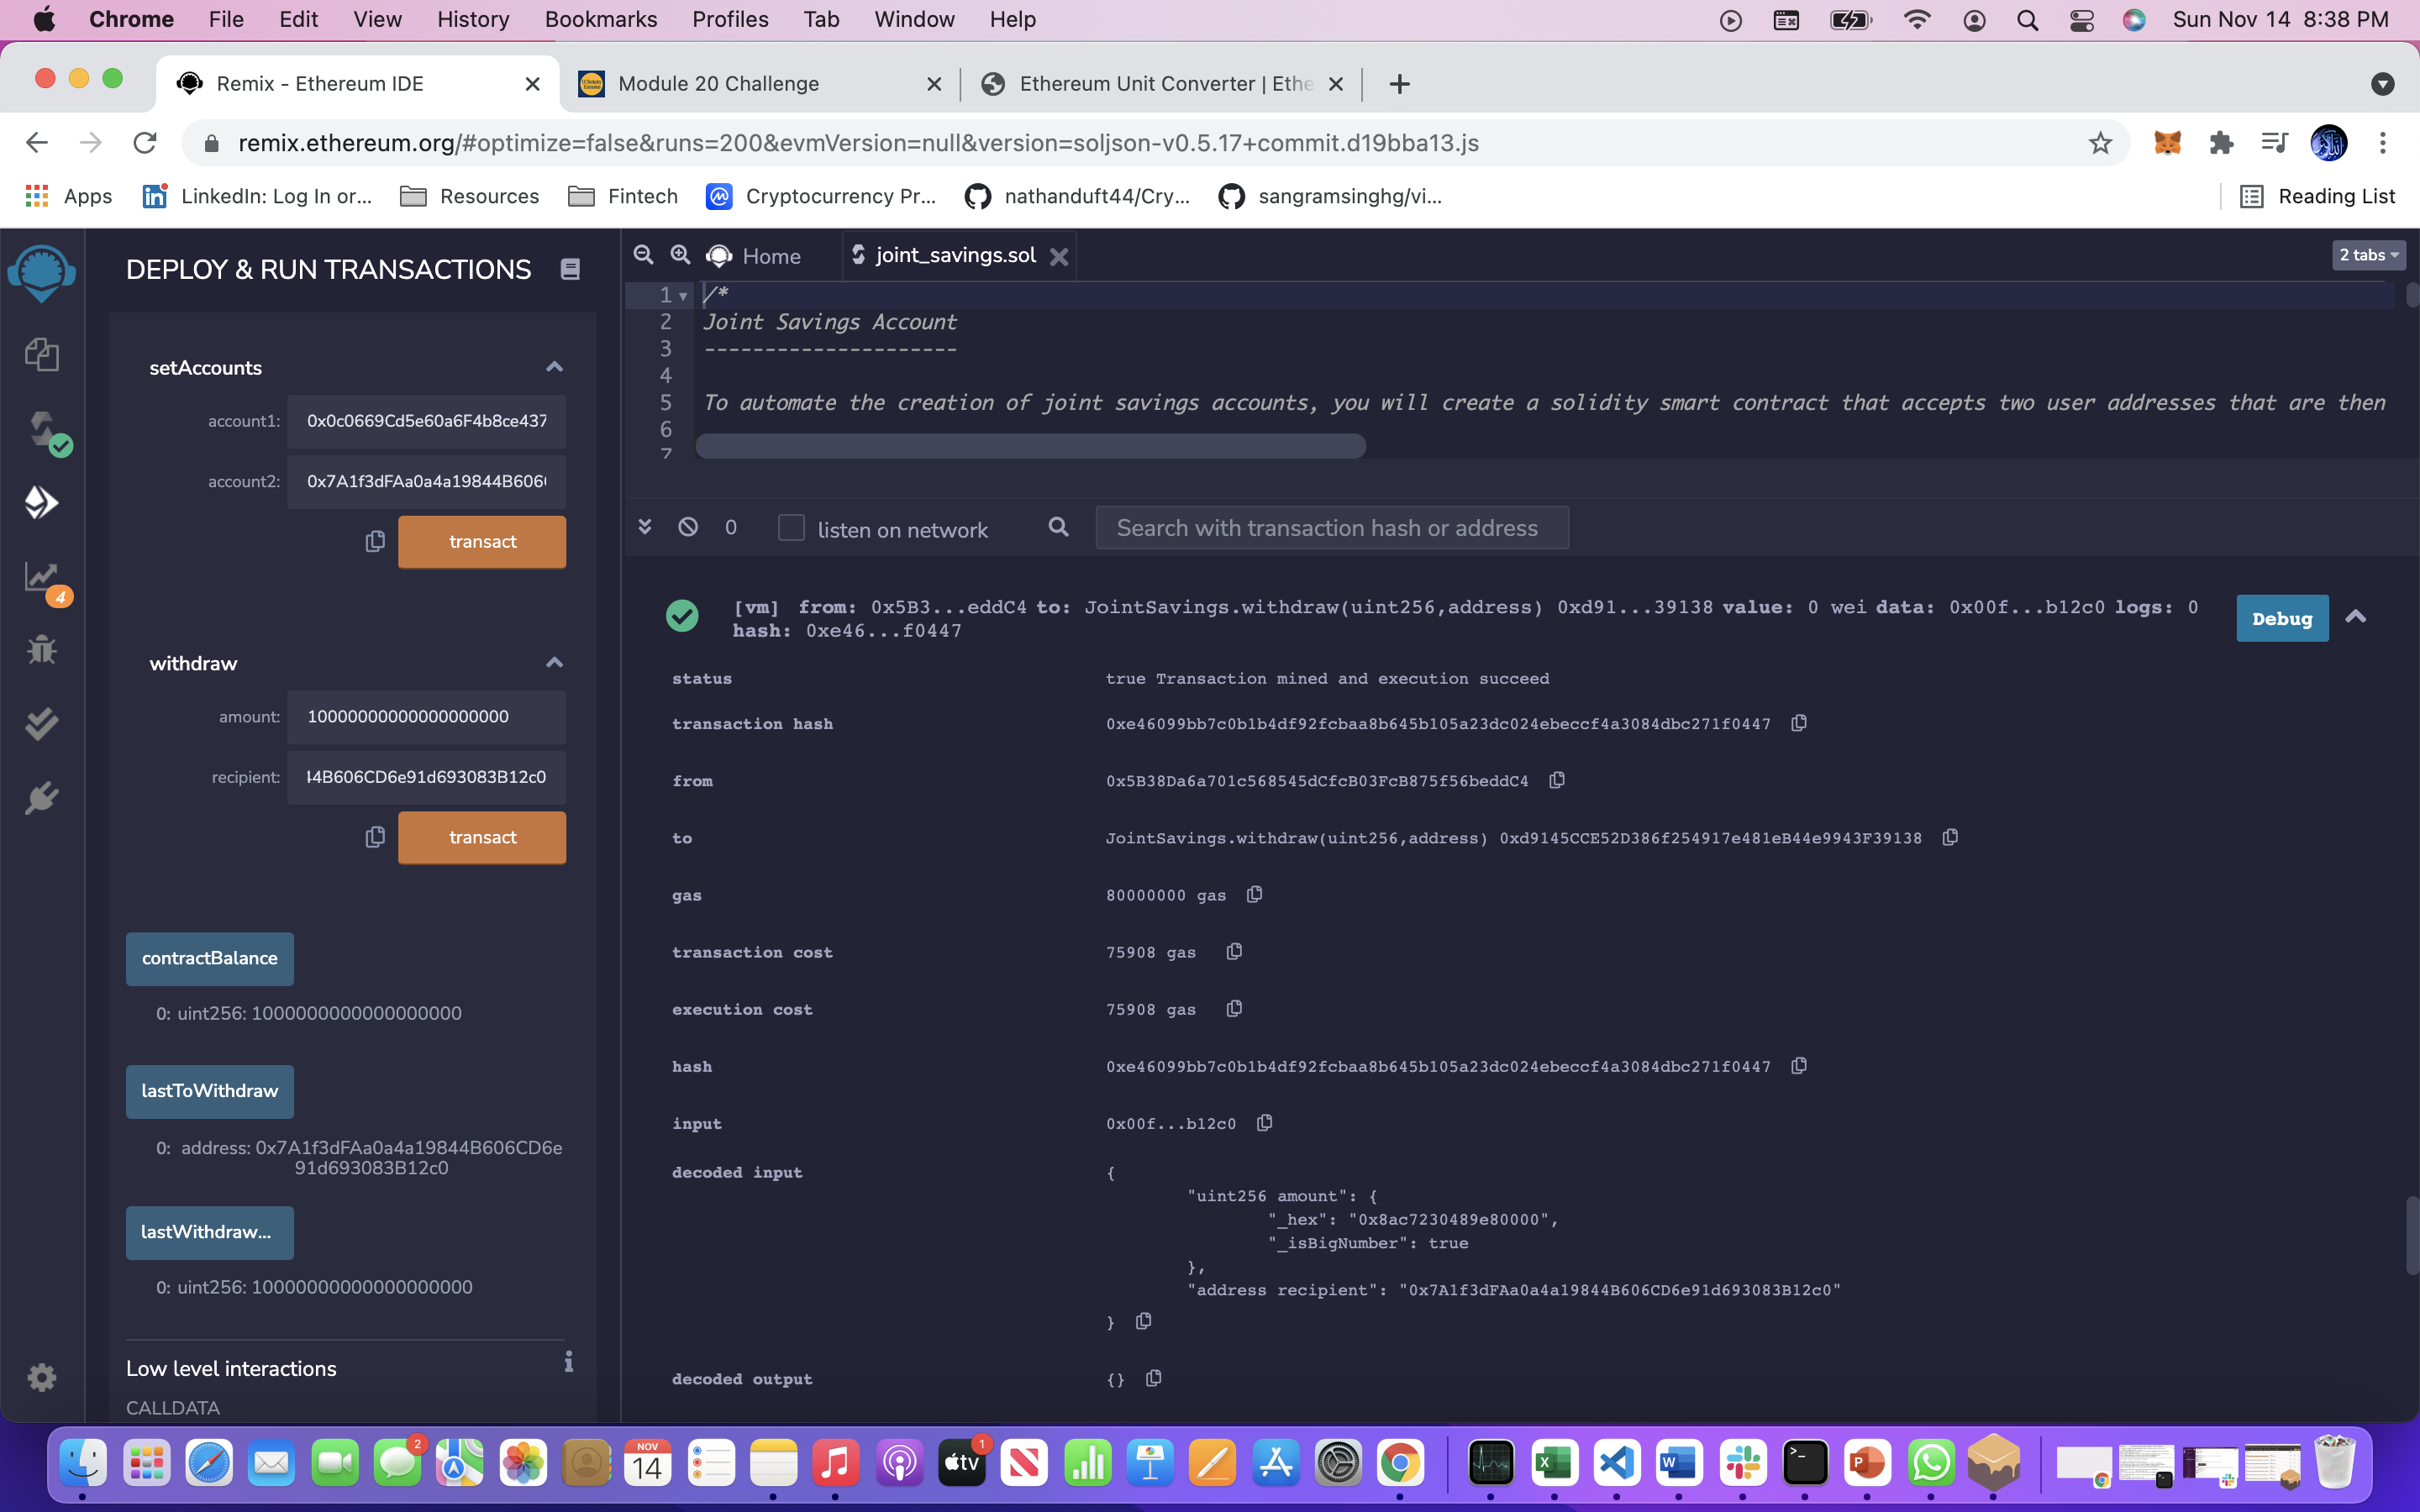 Chrome File Edit View History Bookmarks Profiles Tab Window Help Sun Nov 14 8:38 PM
Remix - Ethereum IDE Module 20 Challenge Ethereum Unit Converter | Ethe
remix.ethereum.org/#optimize=false&runs=200&evmVersion=null&version=soljson-v0.5.17+commit.d19bba13.js
Apps LinkedIn: Log In or... Resources Fintech Cryptocurrency Pr... nathanduft44/Cry... sangramsinghg/vi... Reading List
DEPLOY & RUN TRANSACTIONS
setAccounts
account1: 0x0c0669Cd5e60a6F4b8ce437
account2: 0x7A1f3dFAa0a4a19844B606
transact
withdraw
amount: 10000000000000000000
recipient: 4B606CD6e91d693083B12c0
transact
contractBalance
0: uint256: 1000000000000000000
lastToWithdraw
0: address: 0x7A1f3dFAa0a4a19844B606CD6e
91d693083B12c0
lastWithdraw...
0: uint256: 10000000000000000000
Low level interactions
CALLDATA
4
Home joint_savings.sol 2 tabs
1 /*
2 Joint Savings Account
3 ---------------------
4
5 To automate the creation of joint savings accounts, you will create a solidity smart contract that accepts two user addresses that are then
6
7
0 listen on network Search with transaction hash or address
[vm] from: 0x5B3...eddC4 to: JointSavings.withdraw(uint256,address) 0xd91...39138 value: 0 wei data: 0x00f...b12c0 logs: 0
hash: 0xe46...f0447
Debug
status true Transaction mined and execution succeed
transaction hash 0xe46099bb7c0b1b4df92fcbaa8b645b105a23dc024ebeccf4a3084dbc271f0447
from 0x5B38Da6a701c568545dCfcB03FcB875f56beddC4
to JointSavings.withdraw(uint256,address) 0xd9145CCE52D386f254917e481eB44e9943F39138
gas 80000000 gas
transaction cost 75908 gas
execution cost 75908 gas
hash 0xe46099bb7c0b1b4df92fcbaa8b645b105a23dc024ebeccf4a3084dbc271f0447
input 0x00f...b12c0
decoded input {
"uint256 amount": {
"_hex": "0x8ac7230489e80000",
"_isBigNumber": true
},
"address recipient": "0x7A1f3dFAa0a4a19844B606CD6e91d693083B12c0"
}
decoded output {}
2 NOV 14 tv 1